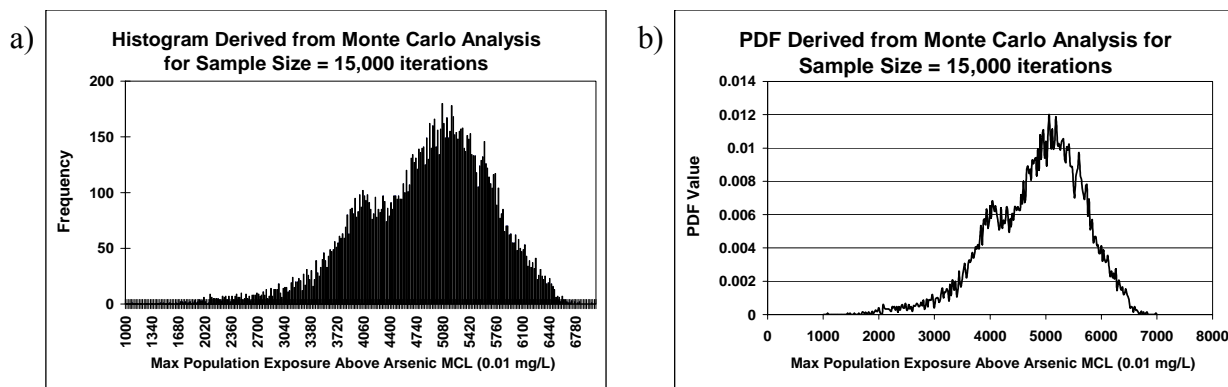 a)
Histogram Derived from Monte Carlo Analysis
for Sample Size = 15,000 iterations
200
150
100
50
0
Frequency
1000 1340 1680 2020 2360 2700 3040 3380 3720 4060 4400 4740 5080 5420 5760 6100 6440 6780
Max Population Exposure Above Arsenic MCL (0.01 mg/L)
b)
PDF Derived from Monte Carlo Analysis for
Sample Size = 15,000 iterations
0.014
0.012
0.01
0.008
0.006
0.004
0.002
0
PDF Value
0 1000 2000 3000 4000 5000 6000 7000 8000
Max Population Exposure Above Arsenic MCL (0.01 mg/L)